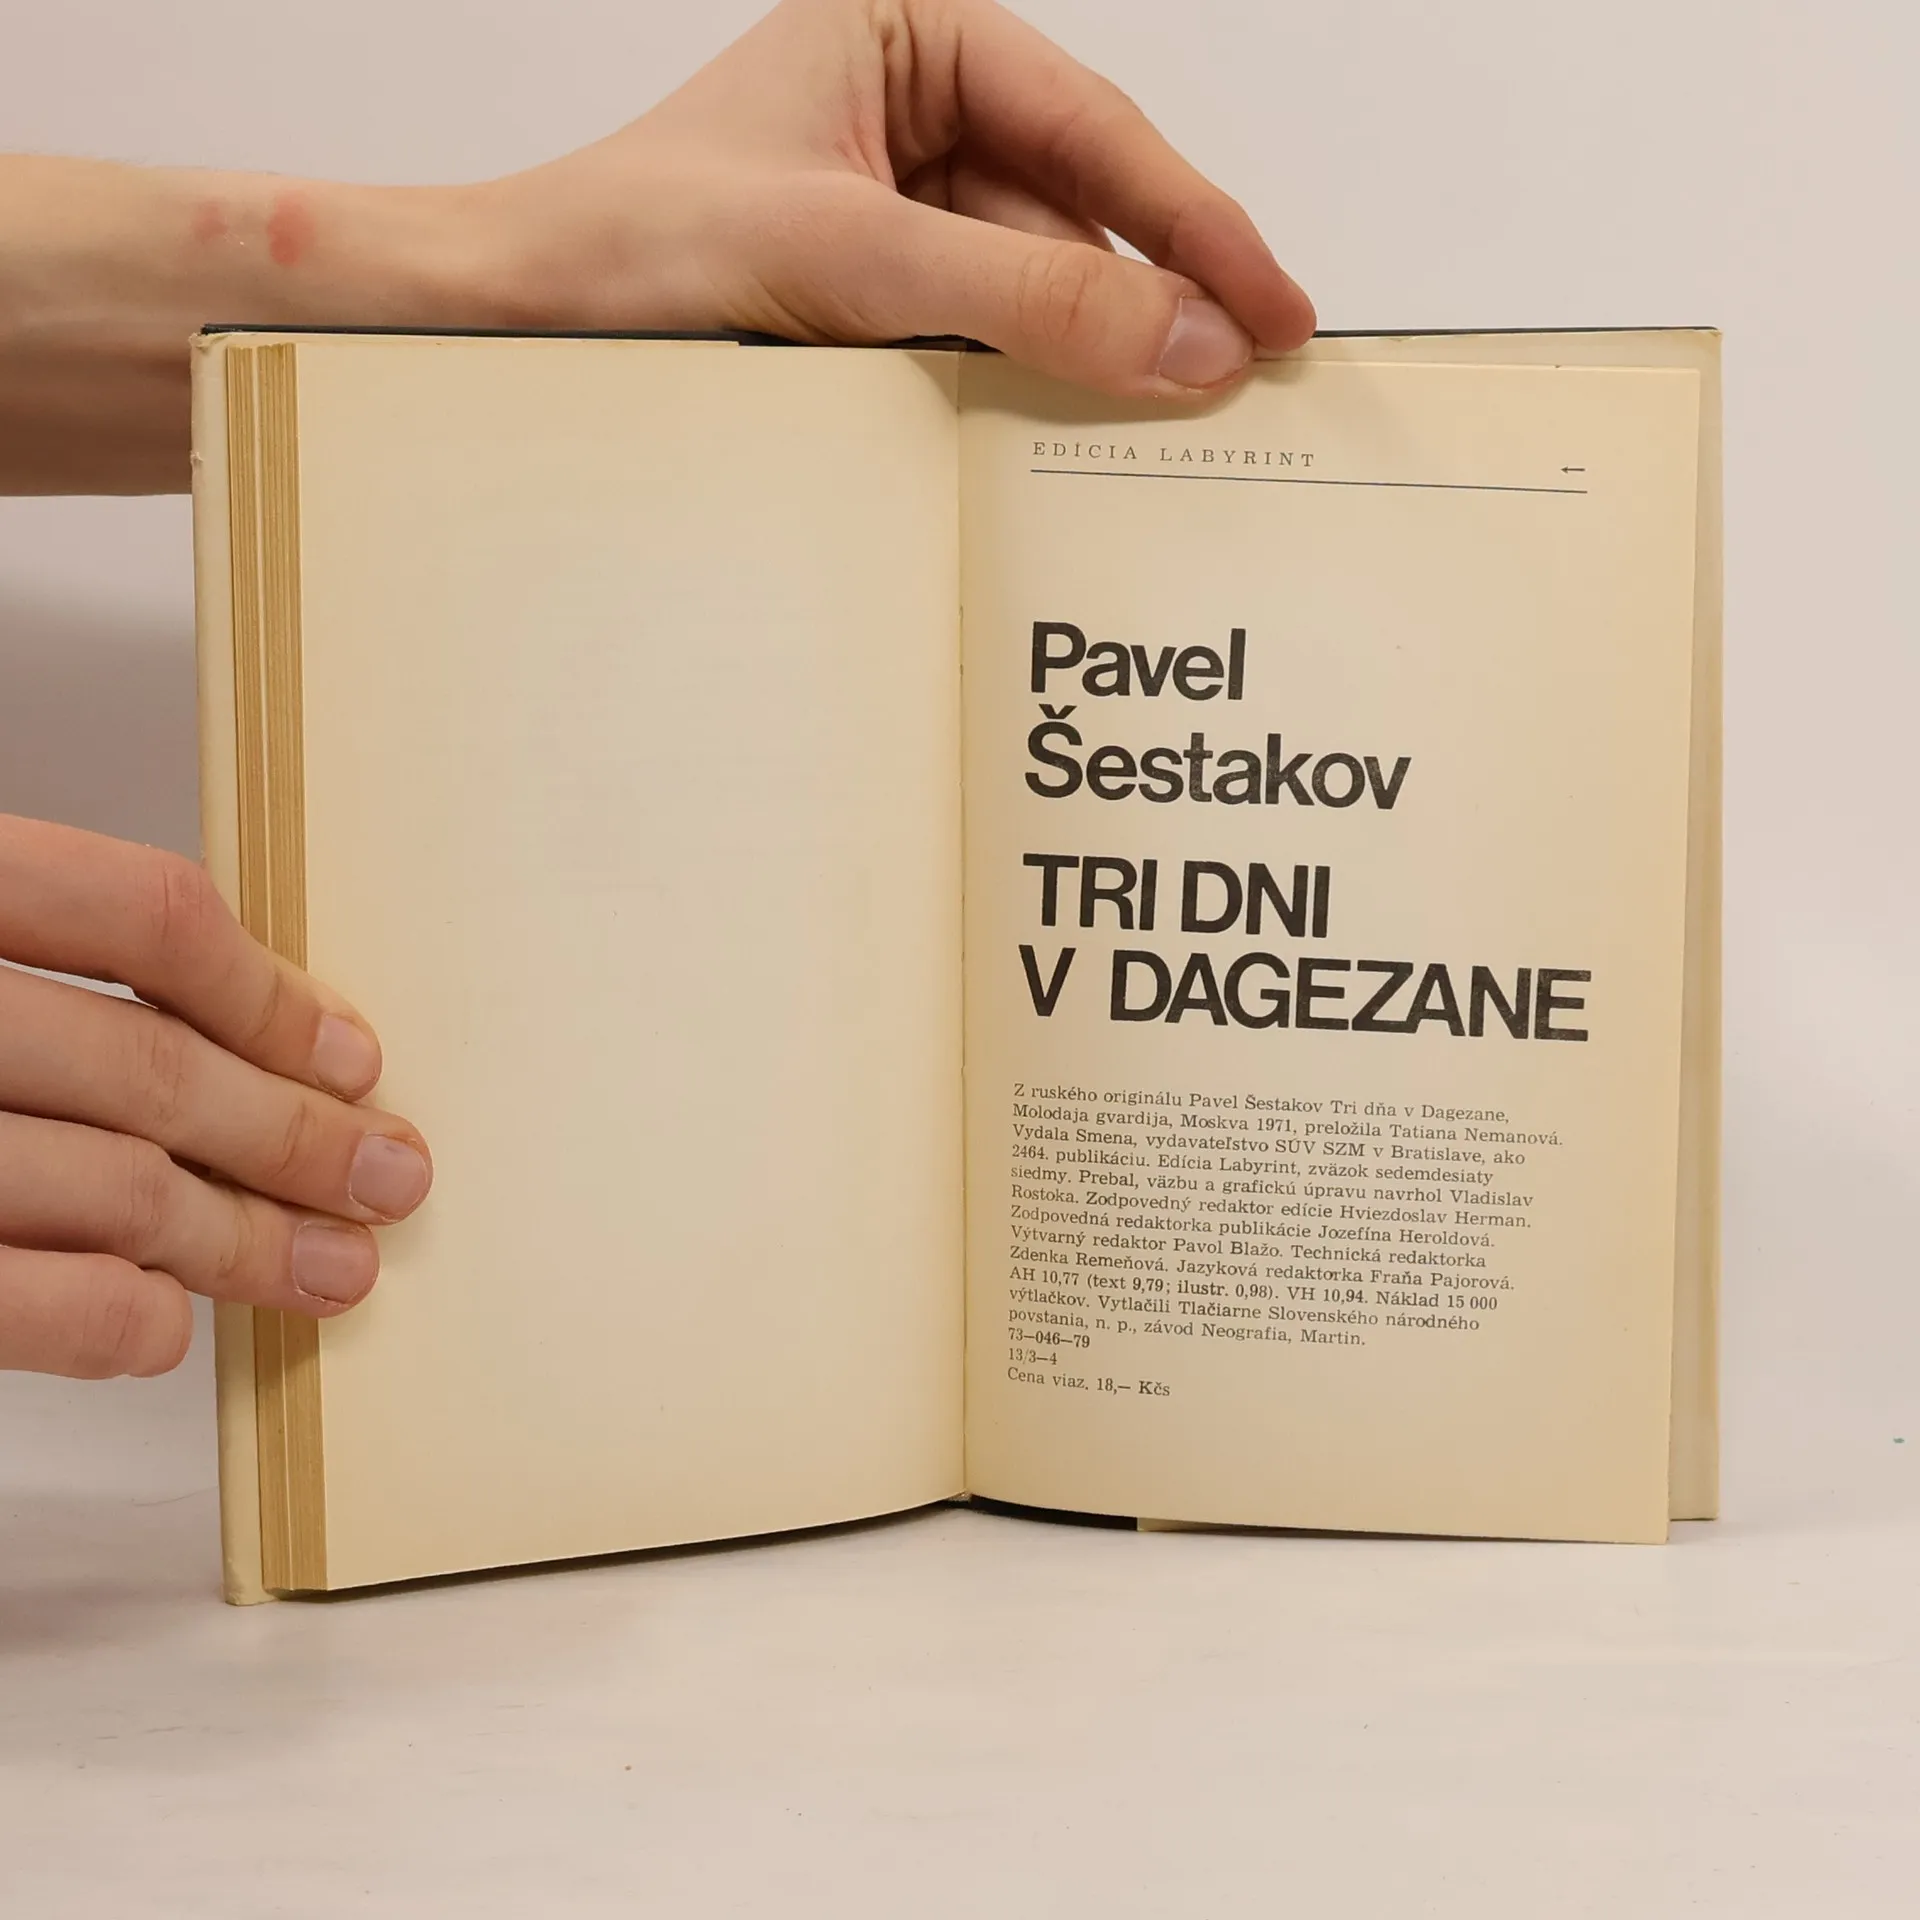 EDÍCIA LABYRINT ←
Pavel
Šestakov
TRI DNI
V DAGEZANE
Z ruského originálu Pavel Šestakov Tri dňa v Dagezane,
Molodaja gvardija, Moskva 1971, preložila Tatiana Nemanová.
Vydala Smena, vydavateľstvo SÚV SZM v Bratislave, ako
2464. publikáciu. Edícia Labyrint, zväzok sedemdesiaty
siedmy. Prebal, väzbu a grafickú úpravu navrhol Vladislav
Rostoka. Zodpovedný redaktor edície Hviezdoslav Herman.
Zodpovedná redaktorka publikácie Jozefína Heroldová.
Výtvarný redaktor Pavol Blažo. Technická redaktorka
Zdenka Remeňová. Jazyková redaktorka Fraňa Pajorová.
AH 10,77 (text 9,79; ilustr. 0,98). VH 10,94. Náklad 15 000
výtlačkov. Vytlačili Tlačiarne Slovenského národného
povstania, n. p., závod Neografia, Martin.
73—046—79
13/3—4
Cena viaz. 18,— Kčs